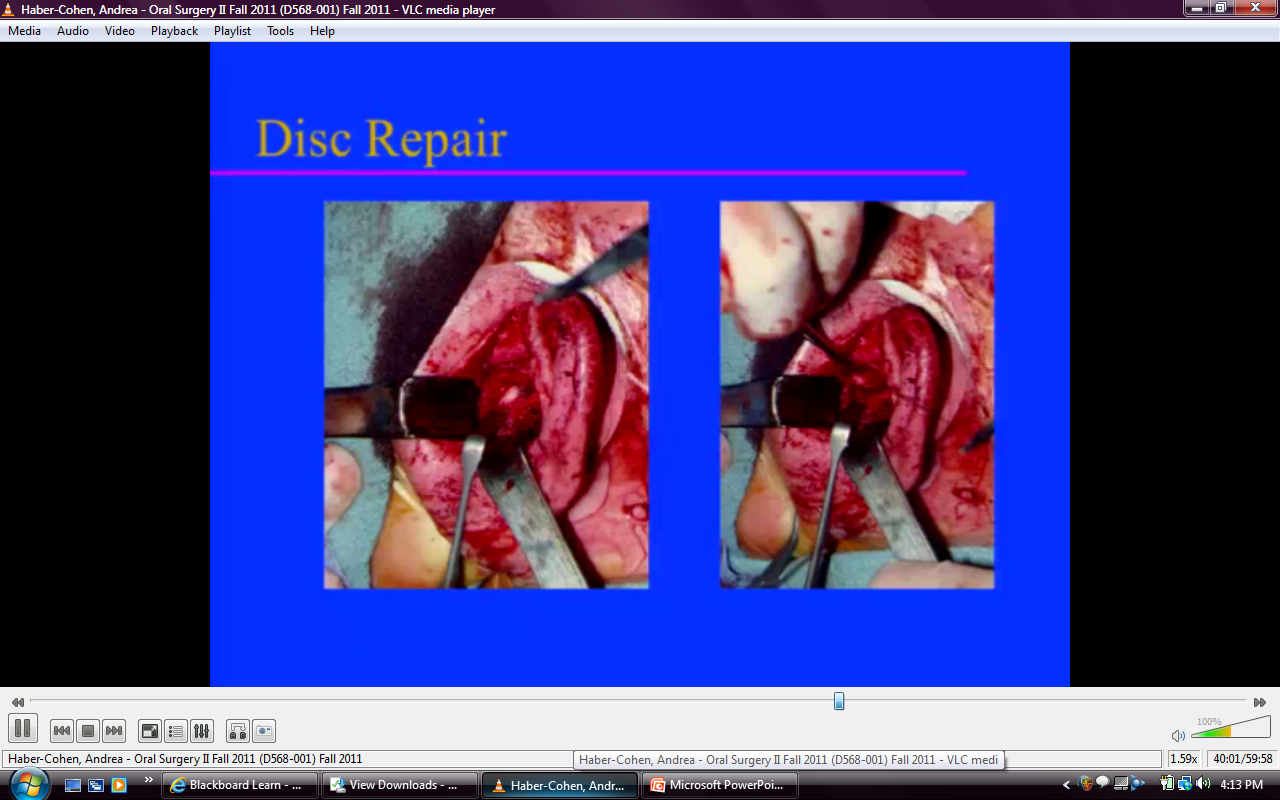 Haber-Cohen, Andrea - Oral Surgery II Fall 2011 (D568-001) Fall 2011 - VLC media player
Media Audio Video Playback Playlist Tools Help
Disc Repair
100%
Haber-Cohen, Andrea - Oral Surgery II Fall 2011 (D568-001) Fall 2011
Haber-Cohen, Andrea - Oral Surgery II Fall 2011 (D568-001) Fall 2011 - VLC medi
1.59x
40:01/59:58
Blackboard Learn - ...
View Downloads - ...
Haber-Cohen, Andr...
Microsoft PowerPoi...
4:13 PM